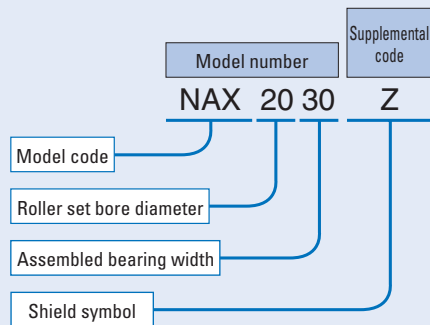 Supplemental
code
Model number
NAX 20 30 Z
Model code
Roller set bore diameter
Assembled bearing width
Shield symbol